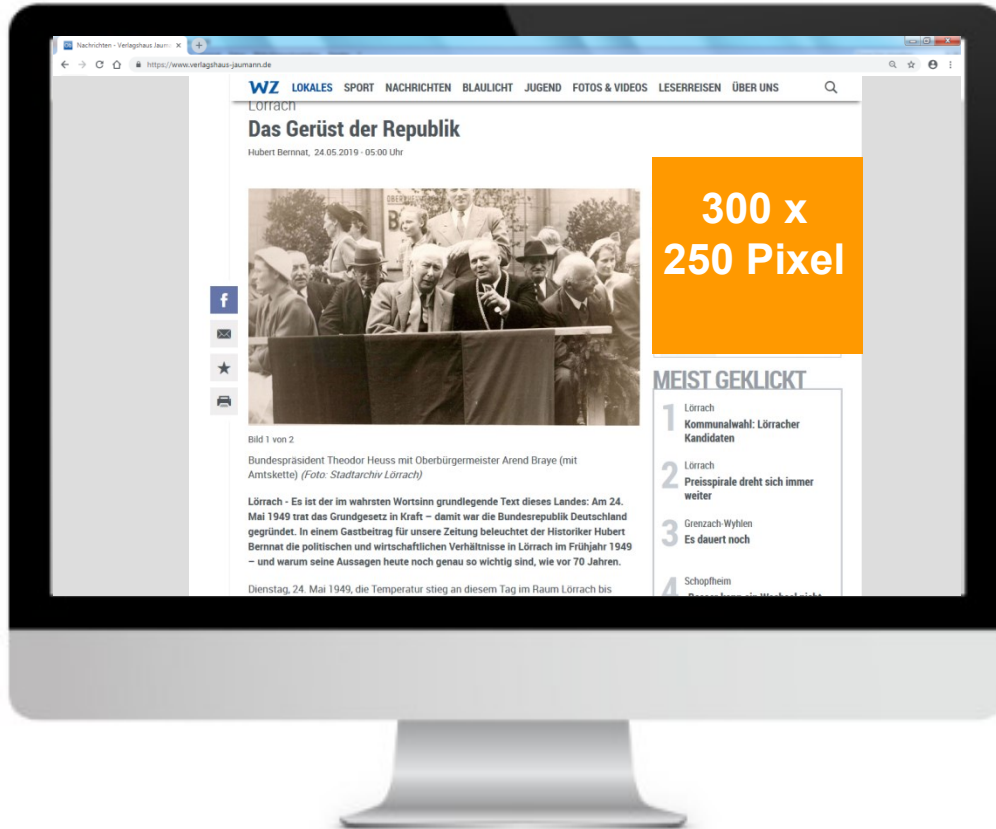 Nachrichten - Verlagshaus Jaum
https://www.verlagshaus-jaumann.de
WZ LOKALES SPORT NACHRICHTEN BLAULICHT JUGEND FOTOS & VIDEOS LESERREISEN ÜBER UNS
Lörrach
Das Gerüst der Republik
Hubert Bernnat, 24.05.2019 - 05:00 Uhr
300 x
250 Pixel
Bild 1 von 2
Bundespräsident Theodor Heuss mit Oberbürgermeister Arend Braye (mit
Amtskette) (Foto: Stadtarchiv Lörrach)
Lörrach - Es ist der im wahrsten Wortsinn grundlegende Text dieses Landes: Am 24.
Mai 1949 trat das Grundgesetz in Kraft – damit war die Bundesrepublik Deutschland
gegründet. In einem Gastbeitrag für unsere Zeitung beleuchtet der Historiker Hubert
Bernnat die politischen und wirtschaftlichen Verhältnisse in Lörrach im Frühjahr 1949
– und warum seine Aussagen heute noch genau so wichtig sind, wie vor 70 Jahren.
Dienstag, 24. Mai 1949, die Temperatur stieg an diesem Tag im Raum Lörrach bis
MEIST GEKLICKT
1 Lörrach
Kommunalwahl: Lörracher
Kandidaten
2 Lörrach
Preisspirale dreht sich immer
weiter
3 Grenzach-Wyhlen
Es dauert noch
4 Schopfheim